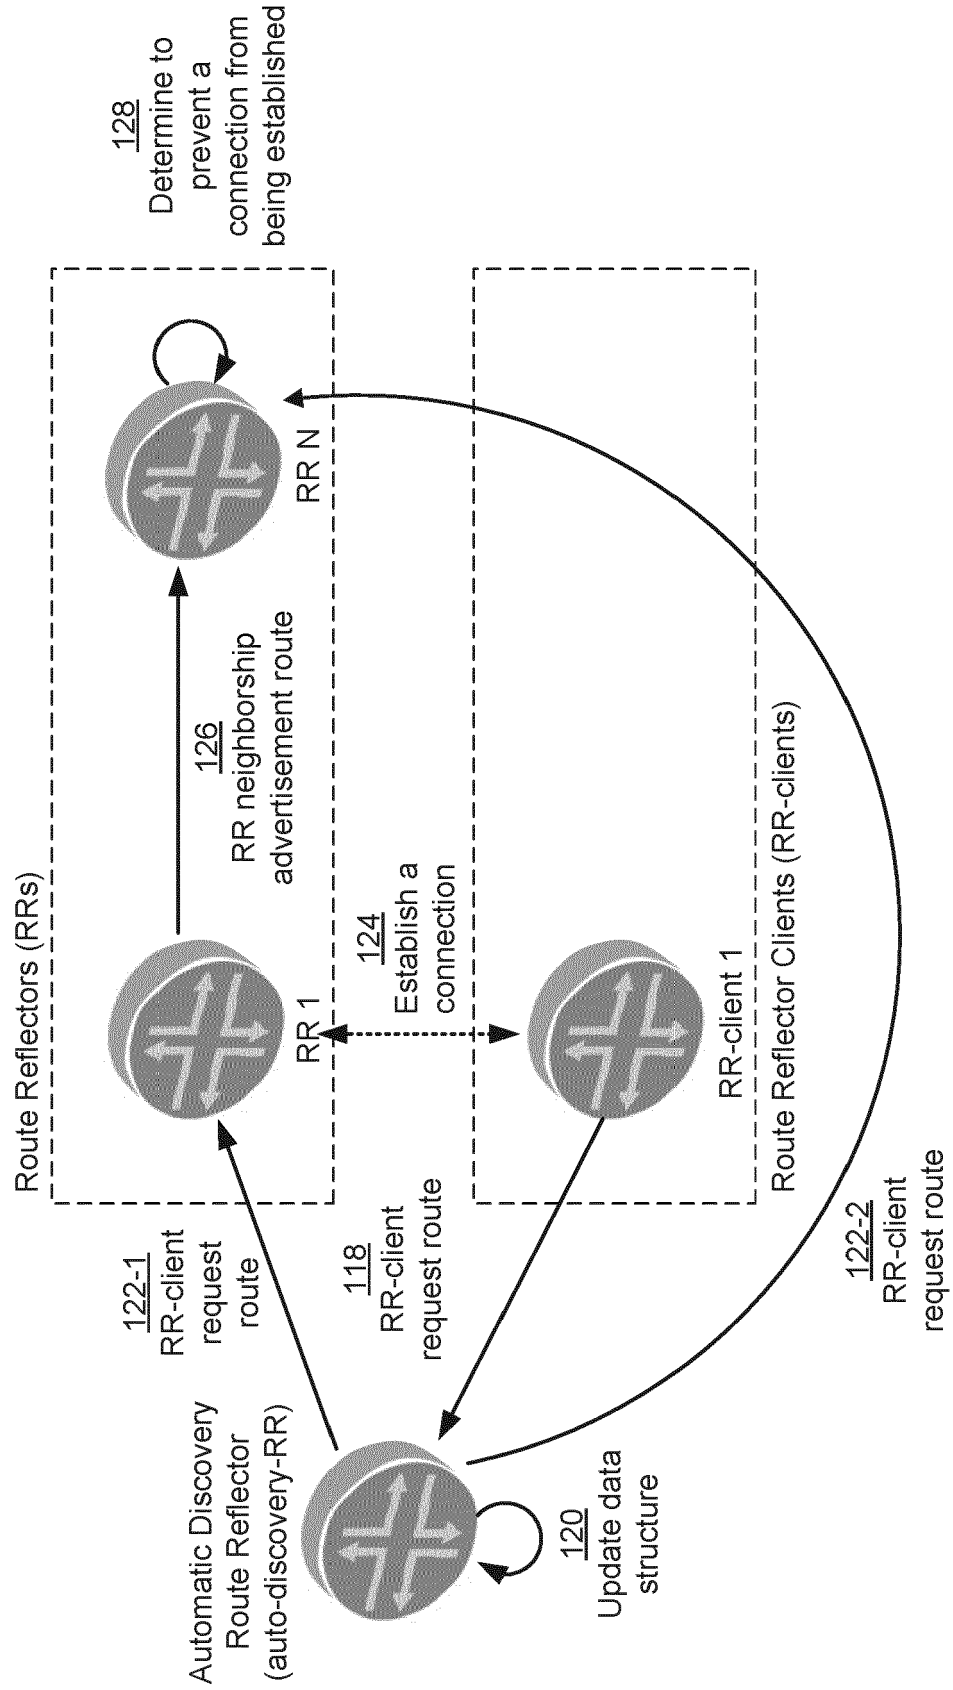 Route Reflectors (RRs)
128
Determine to
prevent a
connection from
being established
RR 1
RR N
126
RR neighborship
advertisement route
122-1
RR-client
request
route
Automatic Discovery
Route Reflector
(auto-discovery-RR)
118
RR-client
request route
124
Establish a
connection
RR-client 1
Route Reflector Clients (RR-clients)
120
Update data
structure
122-2
RR-client
request route